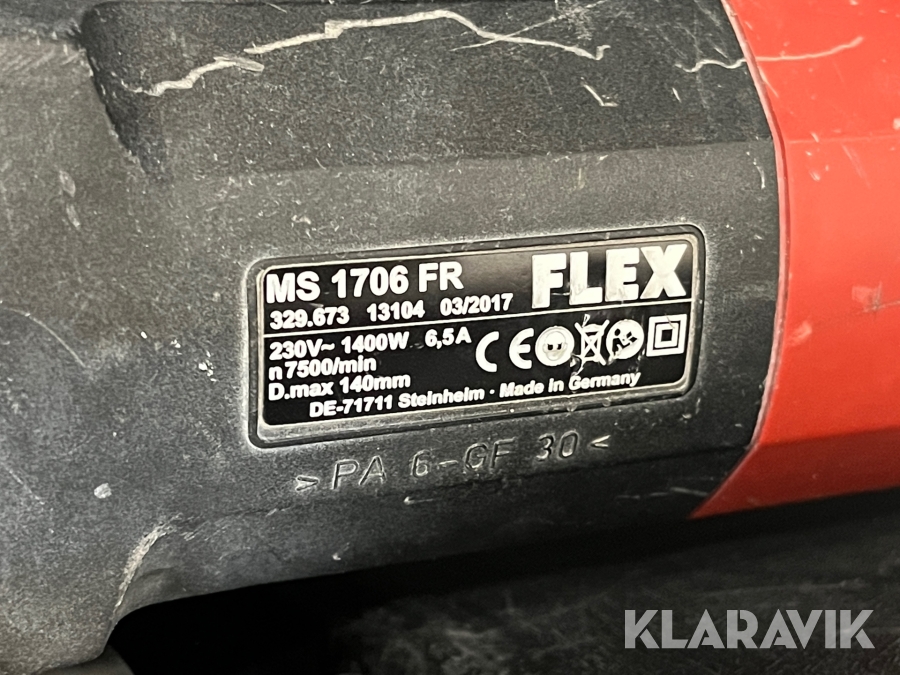 MS 1706 FR FLEX
329.673 13104 03/2017
230V~ 1400W 6,5A
n7500/min
D.max 140mm
DE-71711 Steinheim · Made in Germany
>PA 6-GF 30<
KLARAVIK